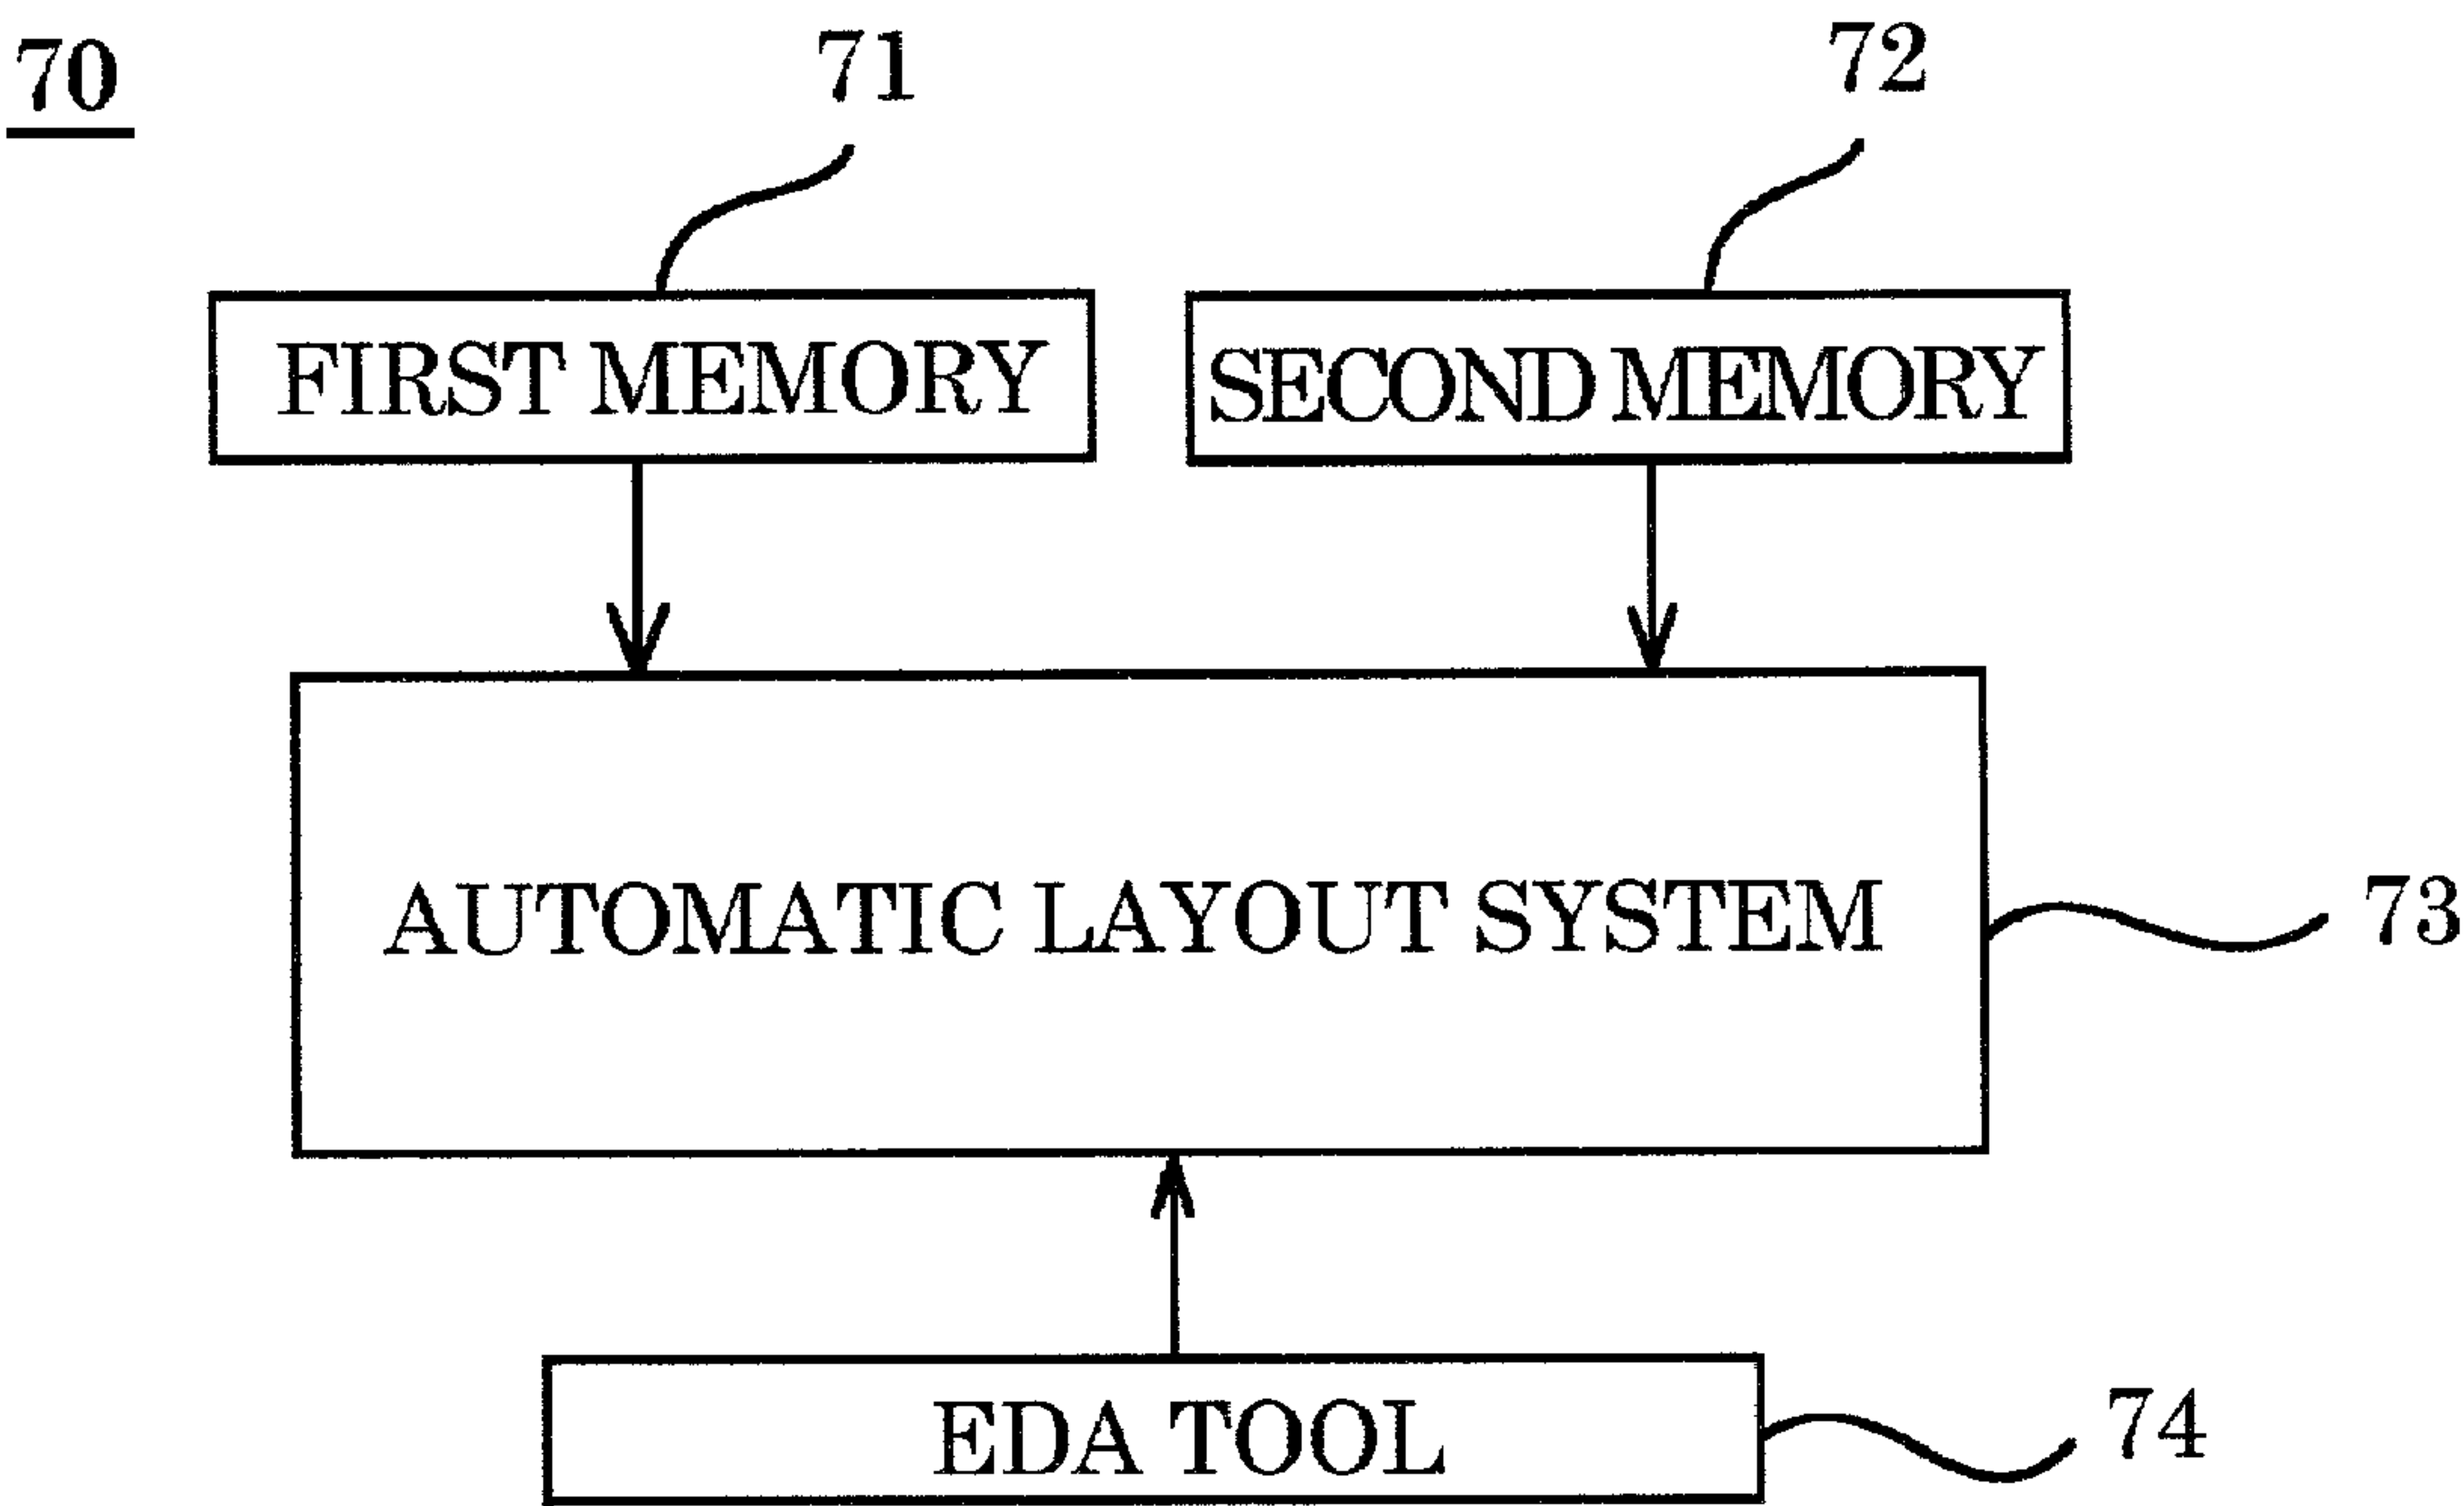 70
71
72
FIRST MEMORY
SECOND MEMORY
AUTOMATIC LAYOUT SYSTEM
73
EDA TOOL
74